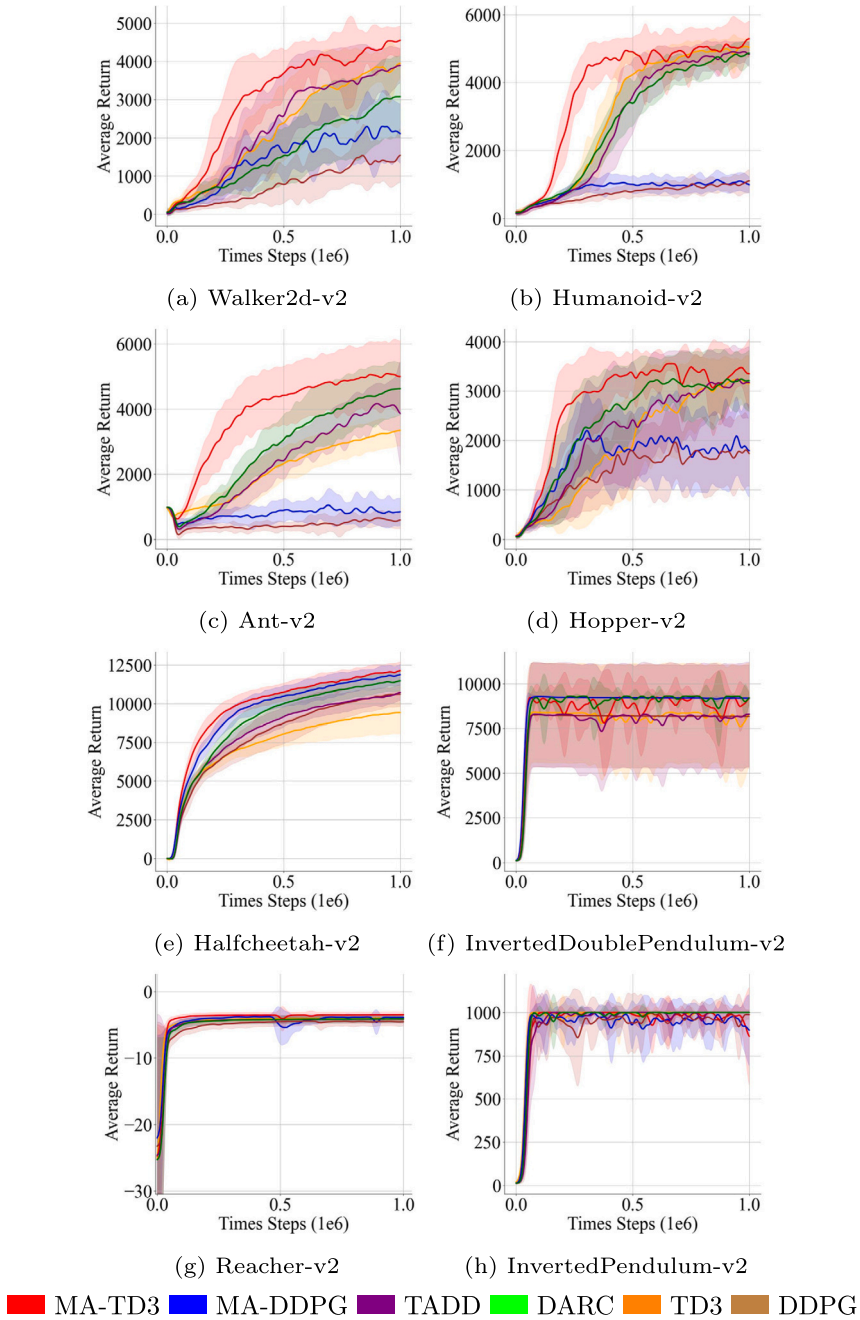 5000
4000
3000
2000
1000
0
Average Return
0.0 0.5 1.0
Times Steps (1e6)
(a) Walker2d-v2
6000
4000
2000
0
Average Return
0.0 0.5 1.0
Times Steps (1e6)
(b) Humanoid-v2
6000
4000
2000
0
Average Return
0.0 0.5 1.0
Times Steps (1e6)
(c) Ant-v2
4000
3000
2000
1000
0
Average Return
0.0 0.5 1.0
Times Steps (1e6)
(d) Hopper-v2
12500
10000
7500
5000
2500
0
Average Return
0.0 0.5 1.0
Times Steps (1e6)
(e) Halfcheetah-v2
10000
7500
5000
2500
0
Average Return
0.0 0.5 1.0
Times Steps (1e6)
(f) InvertedDoublePendulum-v2
0
−10
−20
−30
Average Return
0.0 0.5 1.0
Times Steps (1e6)
(g) Reacher-v2
1000
750
500
250
0
Average Return
0.0 0.5 1.0
Times Steps (1e6)
(h) InvertedPendulum-v2
MA-TD3 MA-DDPG TADD DARC TD3 DDPG